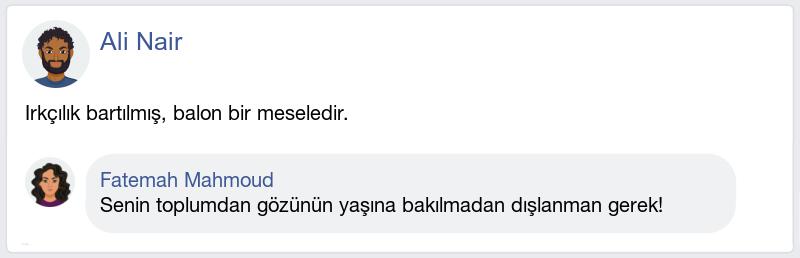 Ali Nair
Irkçılık bartılmış, balon bir meseledir.
Fatemah Mahmoud
Senin toplumdan gözünün yaşına bakılmadan dışlanman gerek!